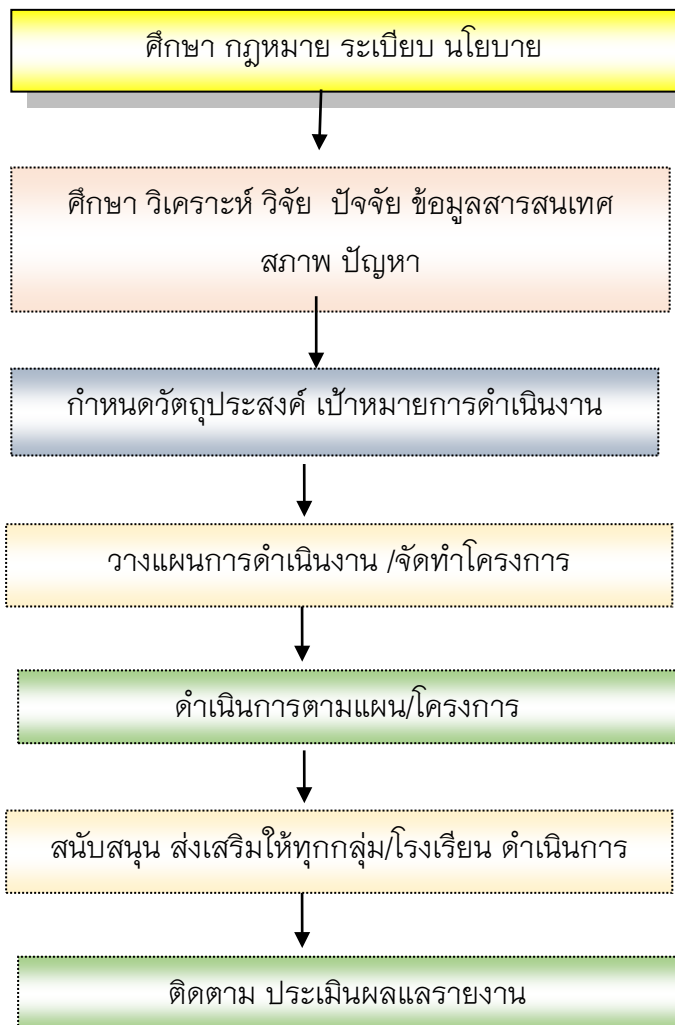 ศึกษา กฎหมาย ระเบียบ นโยบาย
ศึกษา วิเคราะห์ วิจัย ปัจจัย ข้อมูลสารสนเทศ
สภาพ ปัญหา
กำหนดวัตถุประสงค์ เป้าหมายการดำเนินงาน
วางแผนการดำเนินงาน /จัดทำโครงการ
ดำเนินการตามแผน/โครงการ
สนับสนุน ส่งเสริมให้ทุกกลุ่ม/โรงเรียน ดำเนินการ
ติดตาม ประเมินผลแลรายงาน